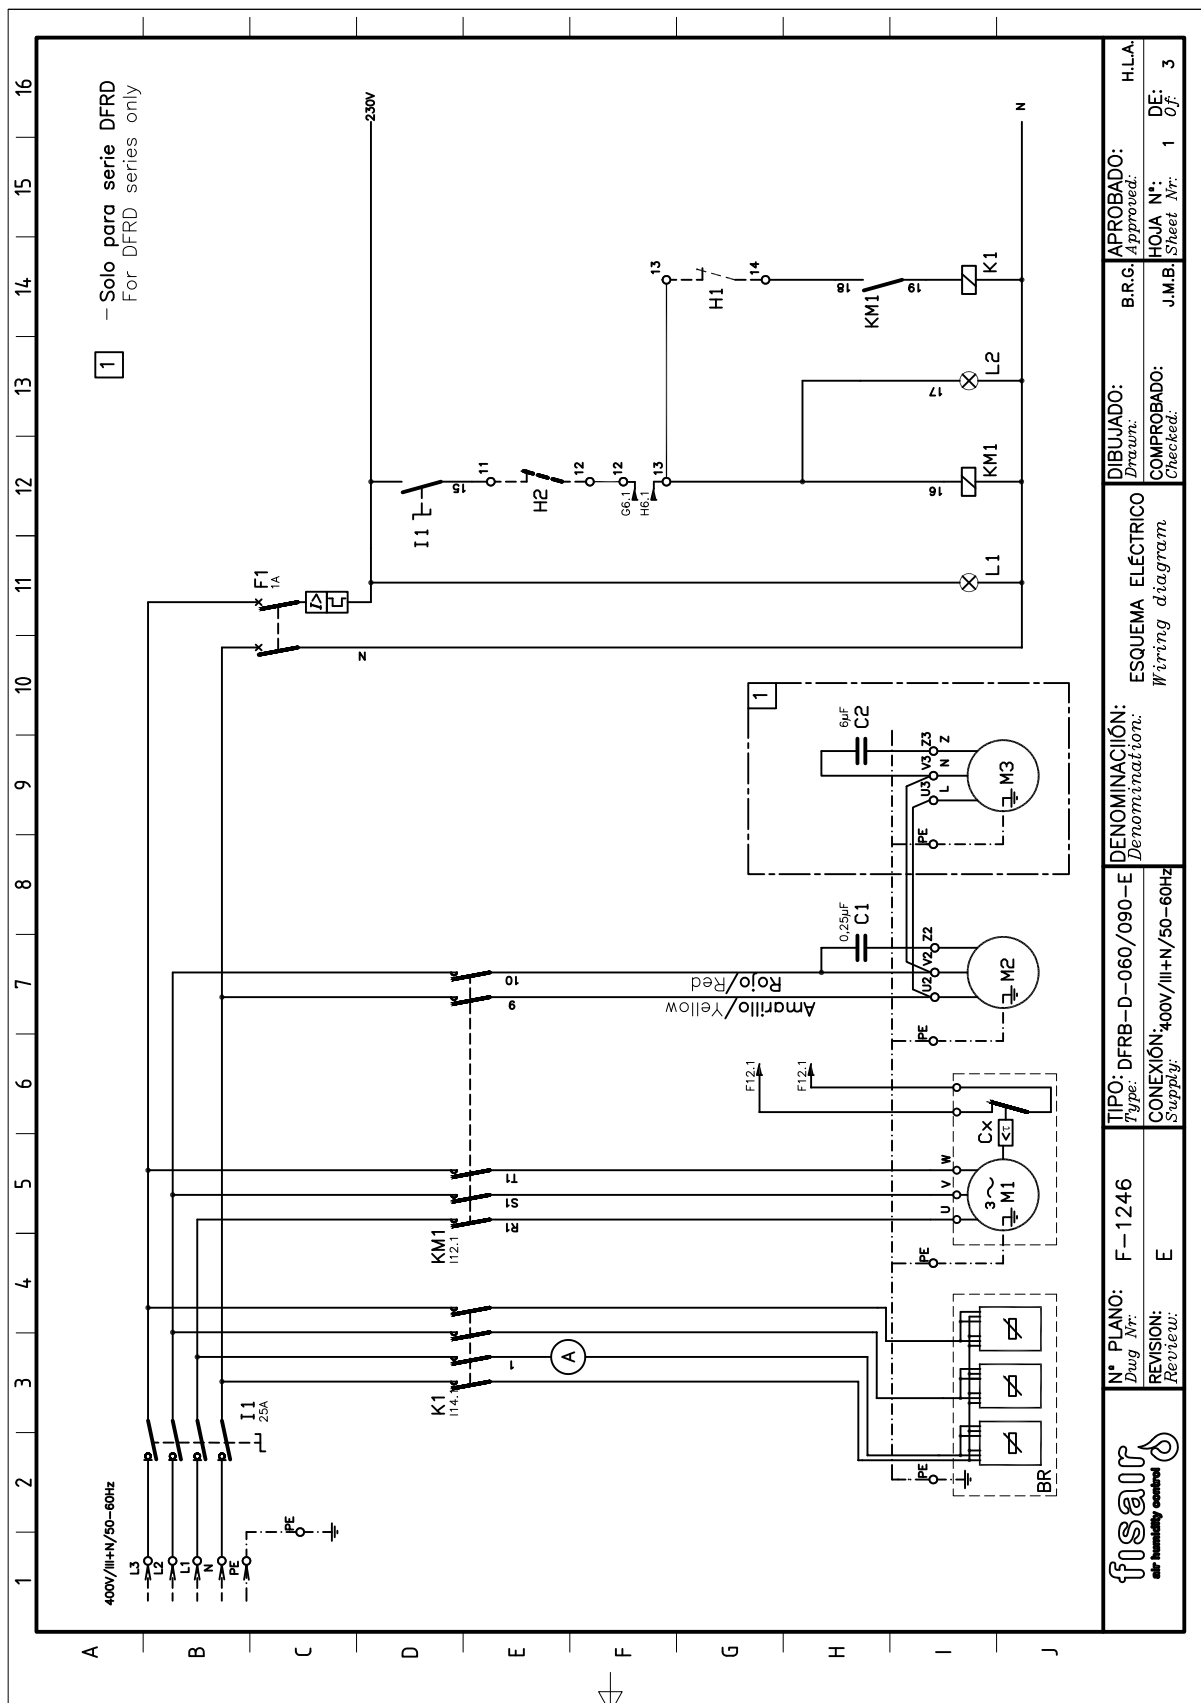 1 2 3 4 5 6 7 8 9 10 11 12 13 14 15 16
A
B
C
D
E
F
G
H
I
J
400V/III+N/50-60Hz
L3
L2
L1
N
PE
PE
I1
25A
K1
I14.1
1
A
KM1
I12.1
R1
S1
T1
9
10
Amarillo/Yellow
Rojo/Red
F12.1
F12.1
PE
BR
PE
U
V
W
3~
M1
Cx
<τ
PE
U2
V2
Z2
M2
0,25µF
C1
PE
U3
V3
Z3
L
N
Z
M3
6µF
C2
1
F1
1A
I>
N
L1
I1
15
11
H2
12
12
G6.1
H6.1
13
16
KM1
17
L2
13
H1
14
18
KM1
19
K1
230V
N
1
- Solo para serie DFRD
For DFRD series only
fisair
air humidity control
Nº PLANO:
Dwg Nr:
F-1246
REVISION:
Review:
E
TIPO:
Type:
DFRB-D-060/090-E
CONEXIÓN:
Supply:
400V/III+N/50-60Hz
DENOMINACIIÓN:
Denomination:
ESQUEMA ELÉCTRICO
Wiring diagram
DIBUJADO:
Drawn:
B.R.G.
COMPROBADO:
Checked:
J.M.B.
APROBADO:
Approved:
H.L.A.
HOJA Nº:
Sheet Nr:
1
DE:
Of:
3